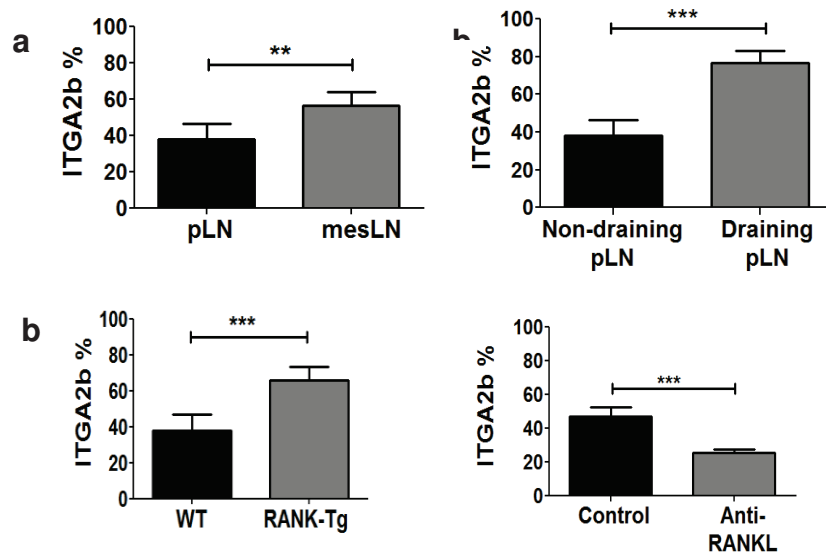 a
ITGA2b %
100
80
60
40
20
0
**
pLN
mesLN
b
ITGA2b %
100
80
60
40
20
0
***
Non-draining
pLN
Draining
pLN
b
ITGA2b %
100
80
60
40
20
0
***
WT
RANK-Tg
ITGA2b %
100
80
60
40
20
0
***
Control
Anti-
RANKL